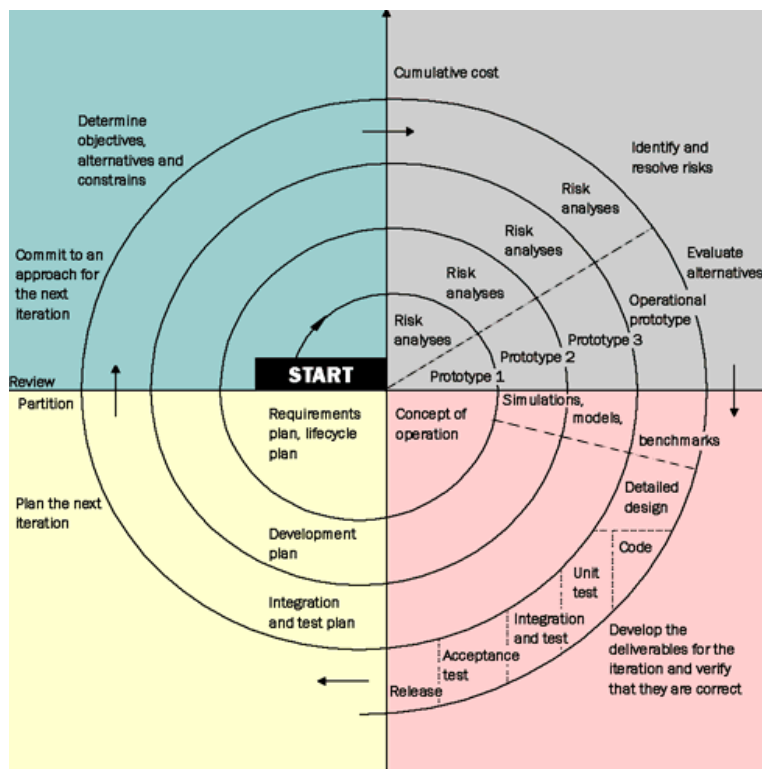 Cumulative cost
Determine
objectives,
alternatives and
constrains
Identify and
resolve risks
Risk
analyses
Risk
analyses
Commit to an
approach for
the next
iteration
Evaluate
alternatives
Risk
analyses
Operational
prototype
Risk
analyses
Prototype 3
Prototype 2
START
Prototype 1
Review
Partition
Simulations,
models,
benchmarks
Requirements
plan, lifecycle
plan
Concept of
operation
Plan the next
iteration
Detailed
design
Development
plan
Code
Unit
test
Integration
and test plan
Integration
and test
Develop the
deliverables for the
iteration and verify
that they are correct
Acceptance
test
Release